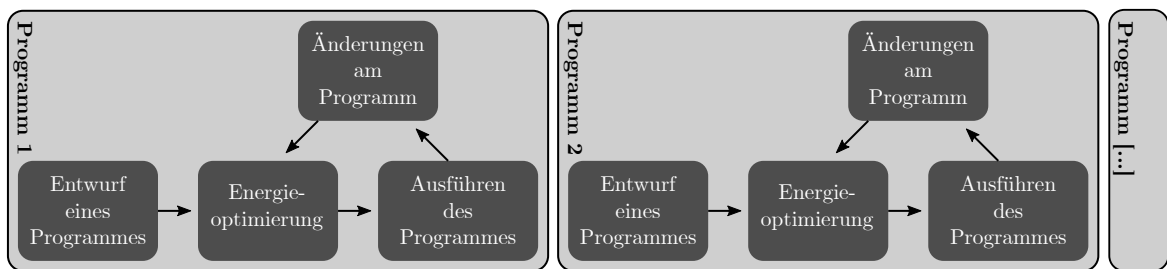 Programm 1
Änderungen
am
Programm
Entwurf
eines
Programmes
Energie-
optimierung
Ausführen
des
Programmes
Programm 2
Änderungen
am
Programm
Entwurf
eines
Programmes
Energie-
optimierung
Ausführen
des
Programmes
Programm [...]